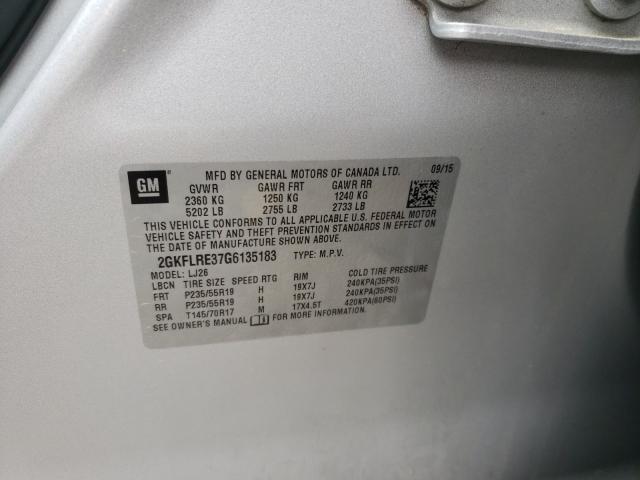 GM
MFD BY GENERAL MOTORS OF CANADA LTD. 09/15
GVWR GAWR FRT GAWR RR
2360 KG 1250 KG 1240 KG
5202 LB 2755 LB 2733 LB
THIS VEHICLE CONFORMS TO ALL APPLICABLE U.S. FEDERAL MOTOR
VEHICLE SAFETY AND THEFT PREVENTION STANDARDS IN EFFECT ON
THE DATE OF MANUFACTURE SHOWN ABOVE.
2GKFLRE37G6135183 TYPE: M.P.V.
MODEL: LJ26
LBCN TIRE SIZE SPEED RTG RIM COLD TIRE PRESSURE
FRT P235/55R19 H 19X7J 240KPA(35PSI)
RR P235/55R19 H 19X7J 240KPA(35PSI)
SPA T145/70R17 M 17X4.5T 420KPA(60PSI)
SEE OWNER'S MANUAL FOR MORE INFORMATION.